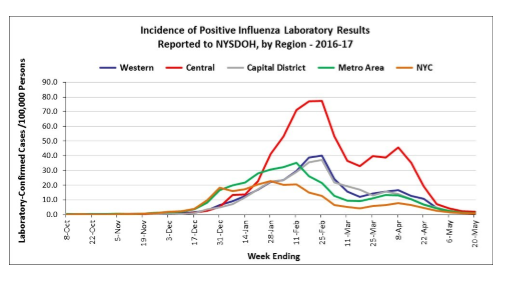 Incidence of Positive Influenza Laboratory Results
Reported to NYSDOH, by Region - 2016-17
Western Central Capital District Metro Area NYC
Laboratory-Confirmed Cases /100,000 Persons
90.0
80.0
70.0
60.0
50.0
40.0
30.0
20.0
10.0
0.0
8-Oct 22-Oct 5-Nov 19-Nov 3-Dec 17-Dec 31-Dec 14-Jan 28-Jan 11-Feb 25-Feb 11-Mar 25-Mar 8-Apr 22-Apr 6-May 20-May
Week Ending